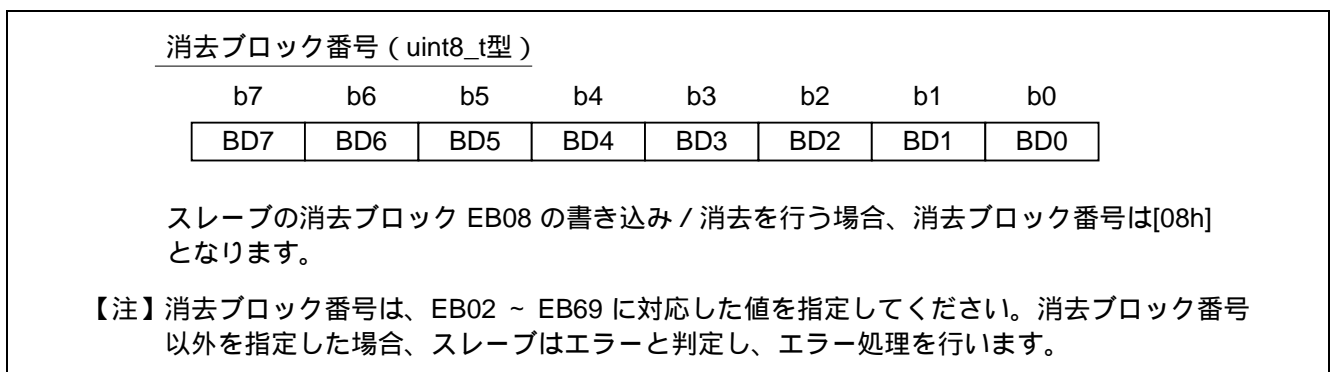 消去ブロック番号（uint8_t型）
b7 b6 b5 b4 b3 b2 b1 b0
BD7 BD6 BD5 BD4 BD3 BD2 BD1 BD0
スレーブの消去ブロック EB08 の書き込み / 消去を行う場合、消去ブロック番号は[08h]
となります。
【注】消去ブロック番号は、EB02 ~ EB69 に対応した値を指定してください。消去ブロック番号
以外を指定した場合、スレーブはエラーと判定し、エラー処理を行います。